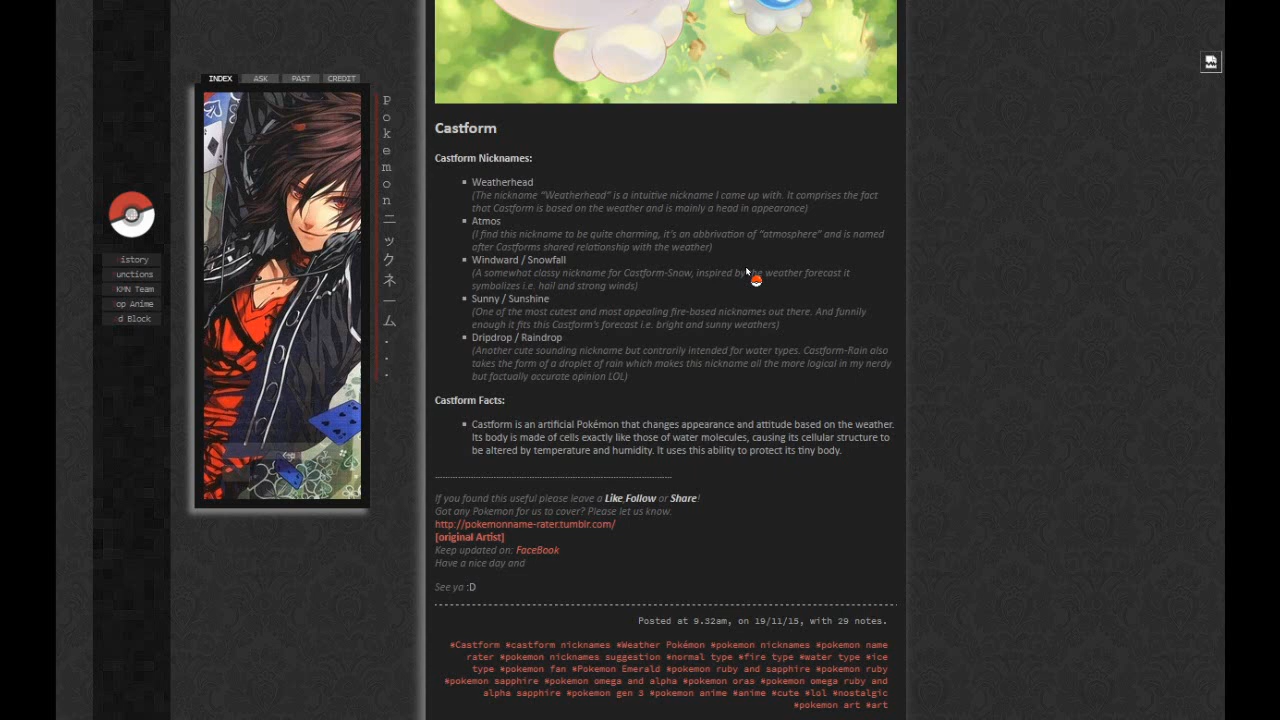 INDEX ASK PAST CREDIT
Pokemonニックネーム...
istory
unctions
KMN Team
op Anime
d Block
Castform
Castform Nicknames:
Weatherhead
(The nickname “Weatherhead” is a intuitive nickname I came up with. It comprises the fact
that Castform is based on the weather and is mainly a head in appearance)
Atmos
(I find this nickname to be quite charming, it’s an abbrivation of “atmosphere” and is named
after Castforms shared relationship with the weather)
Windward / Snowfall
(A somewhat classy nickname for Castform-Snow, inspired by the weather forecast it
symbolizes i.e. hail and strong winds)
Sunny / Sunshine
(One of the most cutest and most appealing fire-based nicknames out there. And funnily
enough it fits this Castform’s forecast i.e. bright and sunny weathers)
Dripdrop / Raindrop
(Another cute sounding nickname but contrarily intended for water types. Castform-Rain also
takes the form of a droplet of rain which makes this nickname all the more logical in my nerdy
but factually accurate opinion LOL)
Castform Facts:
Castform is an artificial Pokémon that changes appearance and attitude based on the weather.
Its body is made of cells exactly like those of water molecules, causing its cellular structure to
be altered by temperature and humidity. It uses this ability to protect its tiny body.
If you found this useful please leave a Like, Follow or Share!
Got any Pokemon for us to cover? Please let us know:
http://pokemonname-rater.tumblr.com/
[original Artist]
Keep updated on: FaceBook
Have a nice day and
See ya :D
Posted at 9.32am, on 19/11/15, with 29 notes.
#Castform #castform nicknames #Weather Pokémon #pokemon nicknames #pokemon name
rater #pokemon nicknames suggestion #normal type #fire type #water type #ice
type #pokemon fan #Pokemon Emerald #pokemon ruby and sapphire #pokemon ruby
#pokemon sapphire #pokemon omega and alpha #pokemon oras #pokemon omega ruby and
alpha sapphire #pokemon gen 3 #pokemon anime #anime #cute #lol #nostalgic
#pokemon art #art